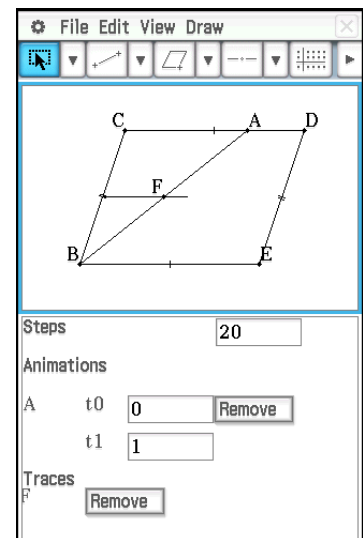 File Edit View Draw
C A D
F
B E
Steps 20
Animations
A t0 0 Remove
t1 1
Traces
F Remove